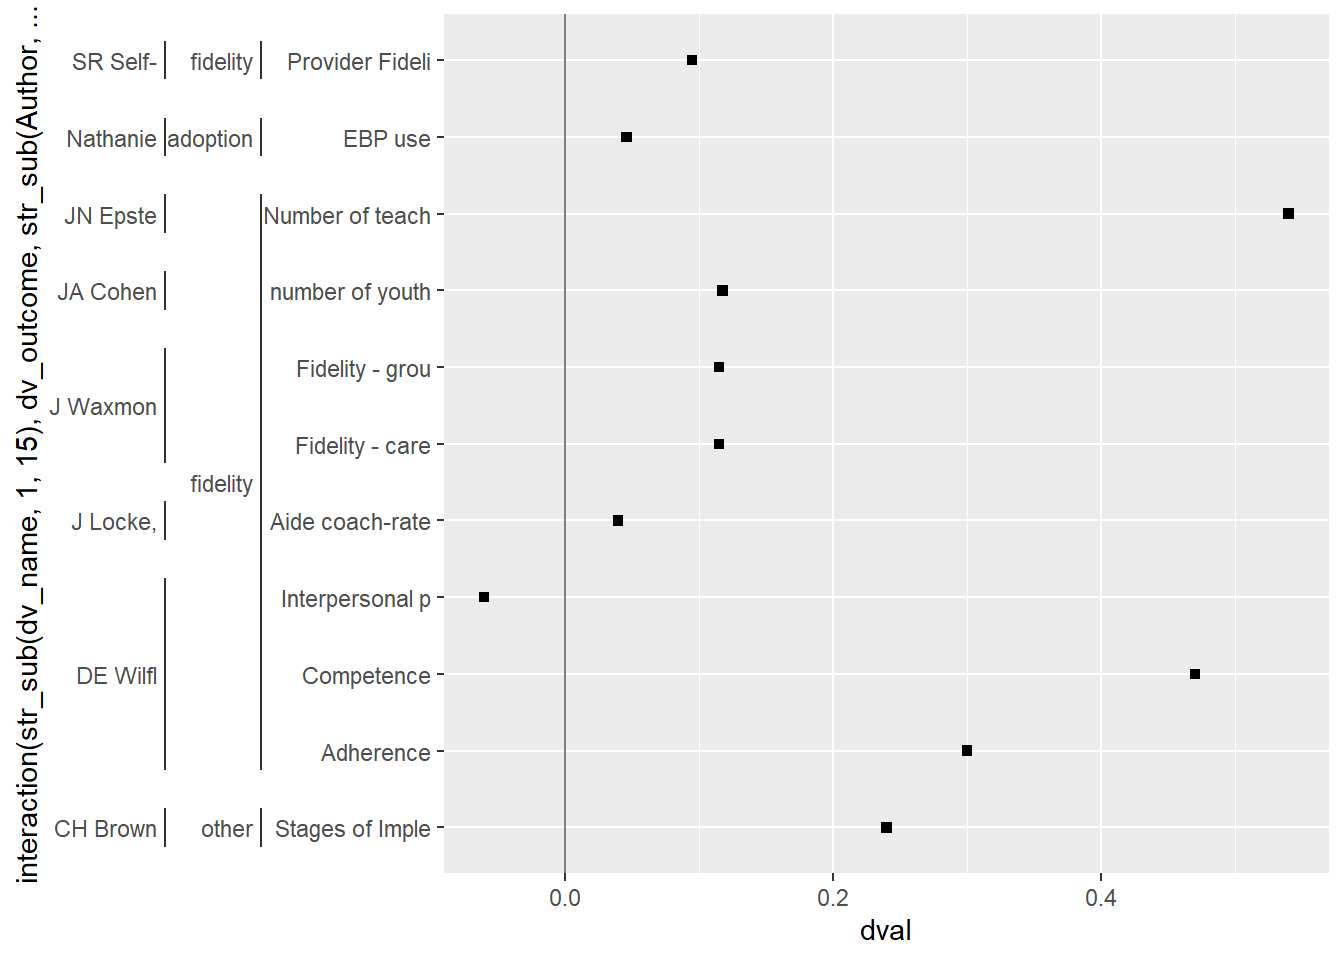 interaction(str_sub(dv_name, 1, 15), dv_outcome, str_sub(Author, ...
SR Self- fidelity Provider Fideli
Nathanie adoption EBP use
JN Epste Number of teach
JA Cohen number of youth
Fidelity - grou
J Waxmon
Fidelity - care
fidelity
J Locke, Aide coach-rate
Interpersonal p
DE Wilfl Competence
Adherence
CH Brown other Stages of Imple
0.0 0.2 0.4
dval